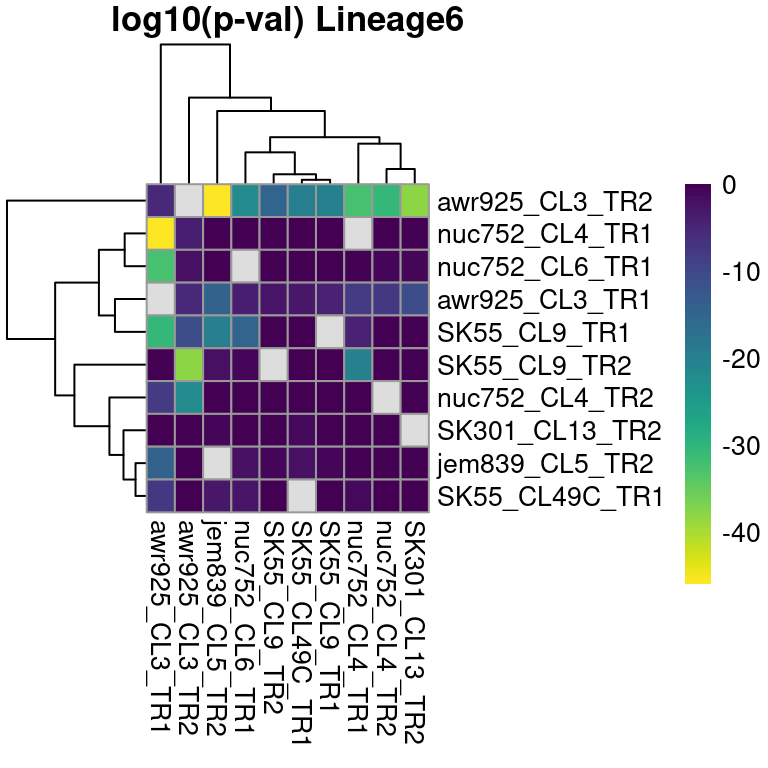 log10(p-val) Lineage6
awr925_CL3_TR2
nuc752_CL4_TR1
nuc752_CL6_TR1
awr925_CL3_TR1
SK55_CL9_TR1
SK55_CL9_TR2
nuc752_CL4_TR2
SK301_CL13_TR2
jem839_CL5_TR2
SK55_CL49C_TR1
0
-10
-20
-30
-40
awr925_CL3_TR1
awr925_CL3_TR2
jem839_CL5_TR2
nuc752_CL6_TR1
SK55_CL9_TR2
SK55_CL49C_TR1
SK55_CL9_TR1
nuc752_CL4_TR1
nuc752_CL4_TR2
SK301_CL13_TR2